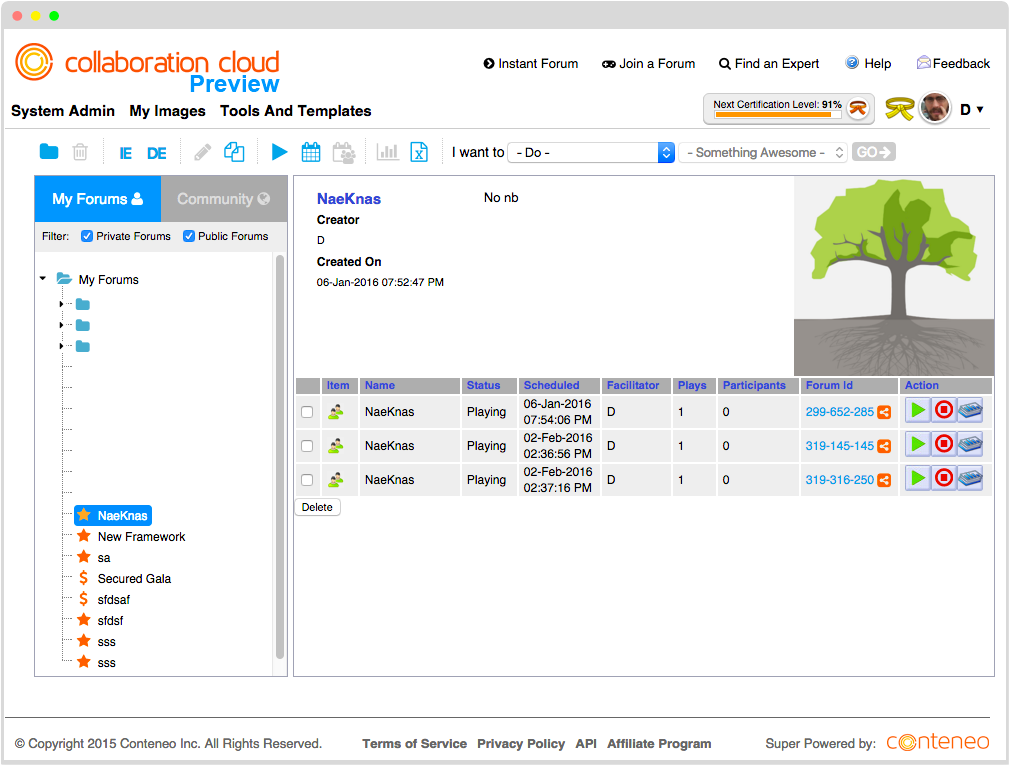 collaboration cloud
Preview
Instant Forum Join a Forum Find an Expert Help Feedback
System Admin My Images Tools And Templates
Next Certification Level: 91%
D
IE DE
I want to - Do - - Something Awesome - GO
My Forums Community
Filter: Private Forums Public Forums
My Forums
NaeKnas
New Framework
sa
Secured Gala
sfdsaf
sfdsf
sss
sss
NaeKnas No nb
Creator
D
Created On
06-Jan-2016 07:52:47 PM
Item Name Status Scheduled Facilitator Plays Participants Forum Id Action
NaeKnas Playing 06-Jan-2016 07:54:06 PM D 1 0 299-652-285
NaeKnas Playing 02-Feb-2016 02:36:56 PM D 1 0 319-145-145
NaeKnas Playing 02-Feb-2016 02:37:16 PM D 1 0 319-316-250
Delete
© Copyright 2015 Conteneo Inc. All Rights Reserved. Terms of Service Privacy Policy API Affiliate Program Super Powered by: conteneo